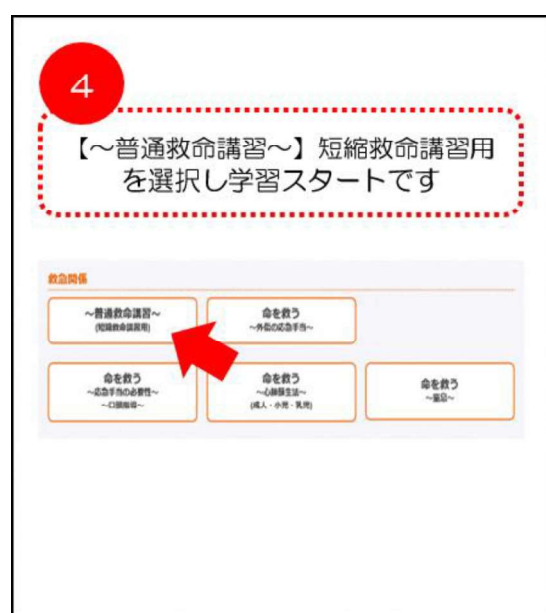 4
【～普通救命講習～】短縮救命講習用
を選択し学習スタートです
救急関係
～普通救命講習～
(短縮救命講習用)
命を救う
～外傷の応急手当～
命を救う
～応急手当の必要性～
～口頭指導～
命を救う
～心肺蘇生法～
(成人・小児・乳児)
命を救う
～窒息～